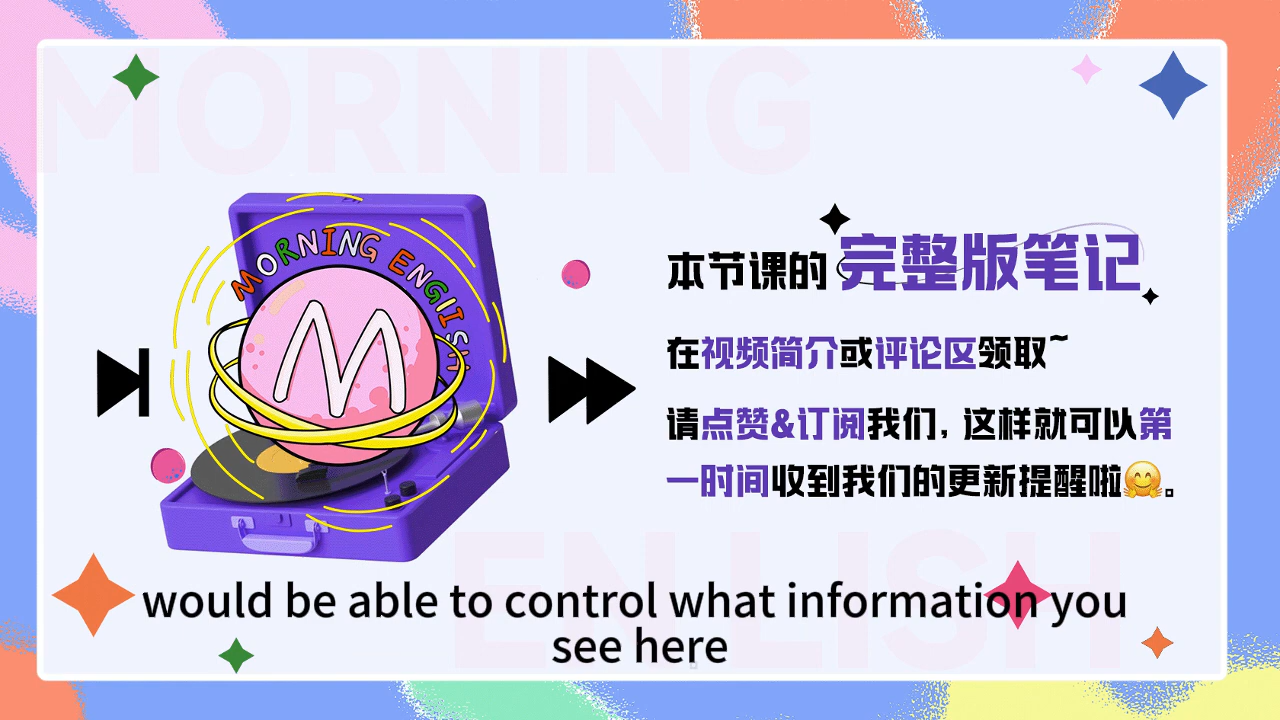 MORNING
MORNING ENGLISH
M
本节课的 完整版笔记
在视频简介或评论区领取~
请点赞&订阅我们, 这样就可以第
一时间收到我们的更新提醒啦🤗。
ENLISH
would be able to control what information you
see here